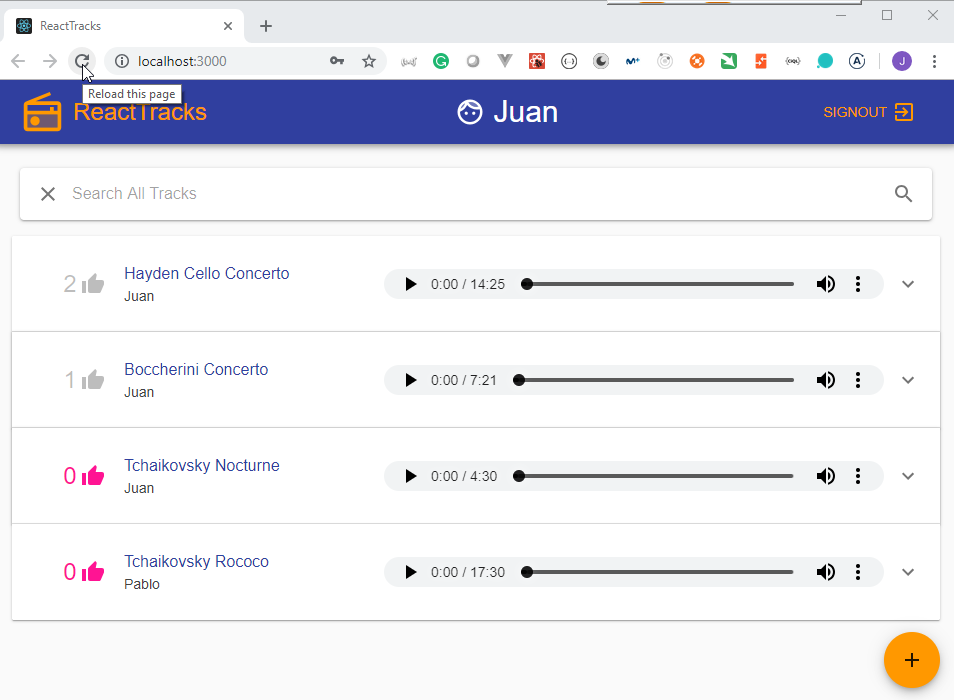 ReactTracks
localhost:3000
Reload this page
ReactTracks
Juan
SIGNOUT
Search All Tracks
2
Hayden Cello Concerto
Juan
0:00 / 14:25
1
Boccherini Concerto
Juan
0:00 / 7:21
0
Tchaikovsky Nocturne
Juan
0:00 / 4:30
0
Tchaikovsky Rococo
Pablo
0:00 / 17:30